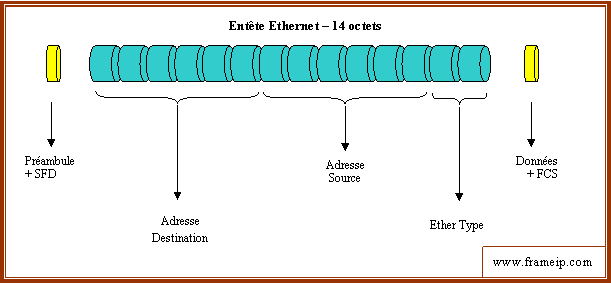 Entête Ethernet – 14 octets
Préambule
+ SFD
Adresse
Destination
Adresse
Source
Ether Type
Données
+ FCS
www.frameip.com